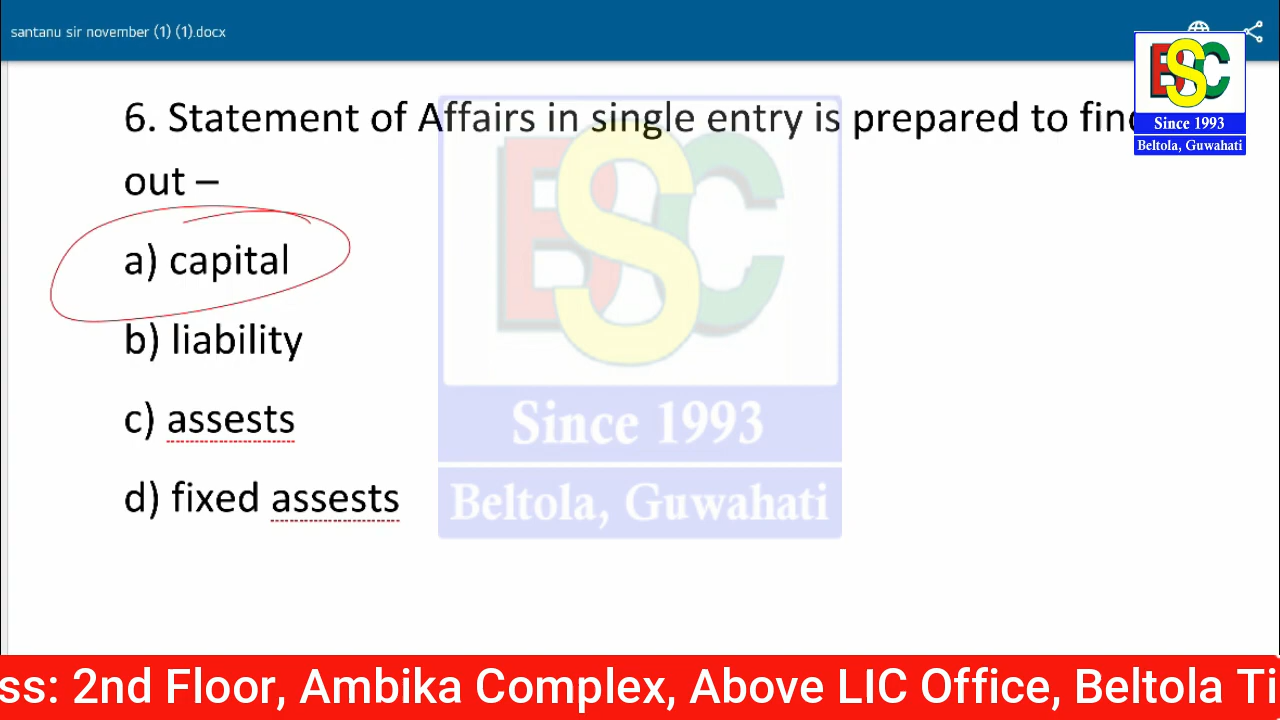 santanu sir november (1) (1).docx
ESC
Since 1993
Beltola, Guwahati
6. Statement of Affairs in single entry is prepared to
out –
a) capital
b) liability
c) assests
d) fixed assests
ESC
Since 1993
Beltola, Guwahati
ss: 2nd Floor, Ambika Complex, Above LIC Office, Beltola Ti